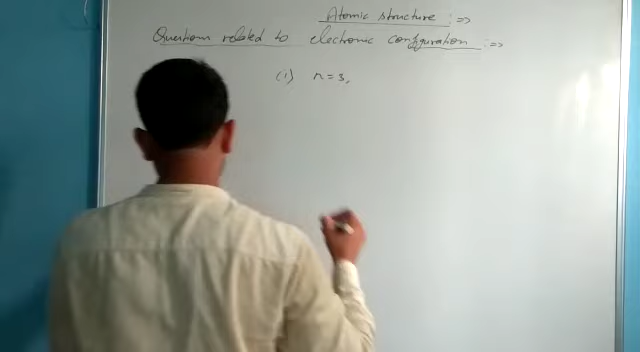 Atomic structure :=>
Questions related to electronic configuration :=>
(1) n=3,